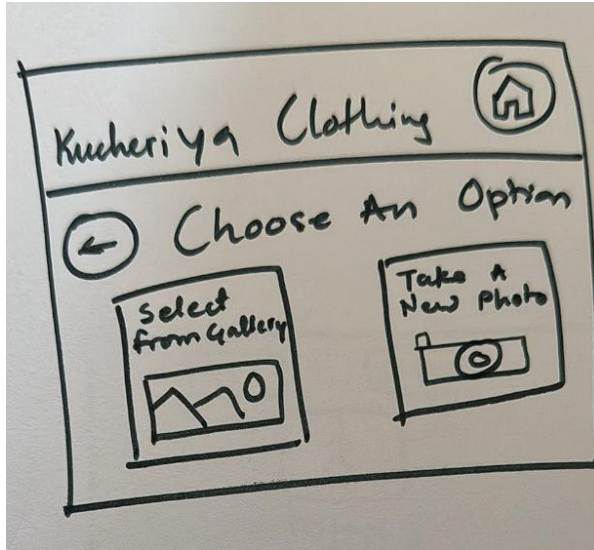 Kucheriya Clothing
Choose An Option
Select
from Gallery
Take A
New Photo